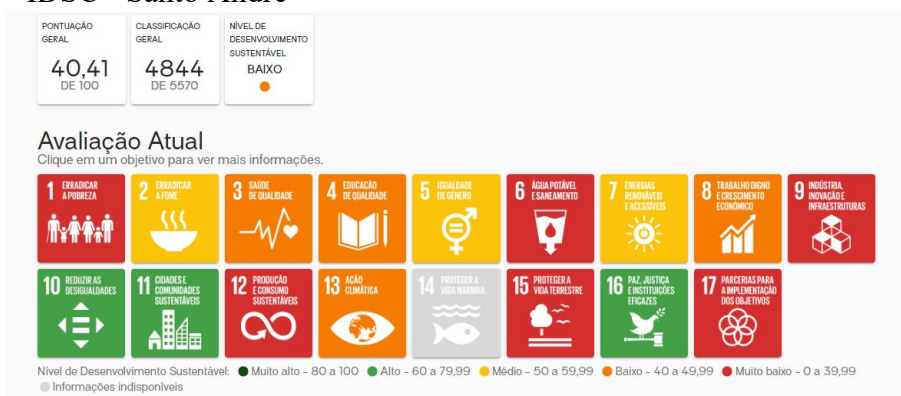 IDSC - Santo André
PONTUAÇÃO
GERAL
40,41
DE 100
CLASSIFICAÇÃO
GERAL
4844
DE 5570
NÍVEL DE
DESENVOLVIMENTO
SUSTENTÁVEL
BAIXO
Avaliação Atual
Clique em um objetivo para ver mais informações.
1 ERRADICAR
A POBREZA
2 ERRADICAR
A FOME
3 SAÚDE
DE QUALIDADE
4 EDUCAÇÃO
DE QUALIDADE
5 IGUALDADE
DE GÉNERO
6 ÁGUA POTÁVEL
E SANEAMENTO
7 ENERGIAS
RENOVÁVEIS
E ACESSÍVEIS
8 TRABALHO DIGNO
E CRESCIMENTO
ECONÓMICO
9 INDÚSTRIA,
INOVAÇÃO E
INFRAESTRUTURAS
10 REDUZIR AS
DESIGUALDADES
11 CIDADES E
COMUNIDADES
SUSTENTÁVEIS
12 PRODUÇÃO
E CONSUMO
SUSTENTÁVEIS
13 AÇÃO
CLIMÁTICA
14 PROTEGER A
VIDA MARINHA
15 PROTEGER A
VIDA TERRESTRE
16 PAZ, JUSTIÇA
E INSTITUIÇÕES
EFICAZES
17 PARCERIAS PARA
A IMPLEMENTAÇÃO
DOS OBJETIVOS
Nível de Desenvolvimento Sustentável: Muito alto - 80 a 100 Alto - 60 a 79,99 Médio - 50 a 59,99 Baixo - 40 a 49,99 Muito baixo - 0 a 39,99
Informações indisponíveis